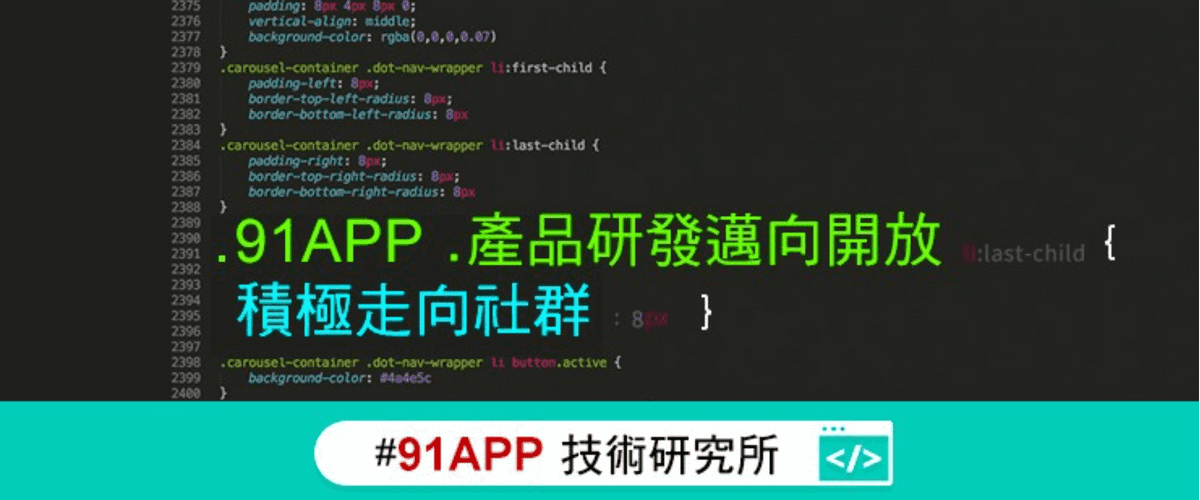 2375 padding: 8px 4px 8px 0;
2376 vertical-align: middle;
2377 background-color: rgba(0,0,0,0.07)
2378 }
2379 .carousel-container .dot-nav-wrapper li:first-child {
2380 padding-left: 8px;
2381 border-top-left-radius: 8px;
2382 border-bottom-left-radius: 8px
2383 }
2384 .carousel-container .dot-nav-wrapper li:last-child {
2385 padding-right: 8px;
2386 border-top-right-radius: 8px;
2387 border-bottom-right-radius: 8px
2388 }
2389
2390
.91APP .產品研發邁向開放 li:last-child {
2391
2392
2393
2394
積極走向社群 : 8px }
2395
2396
2397
2398 .carousel-container .dot-nav-wrapper li button.active {
2399 background-color: #4a4e5c
2400 }
#91APP 技術研究所 </>